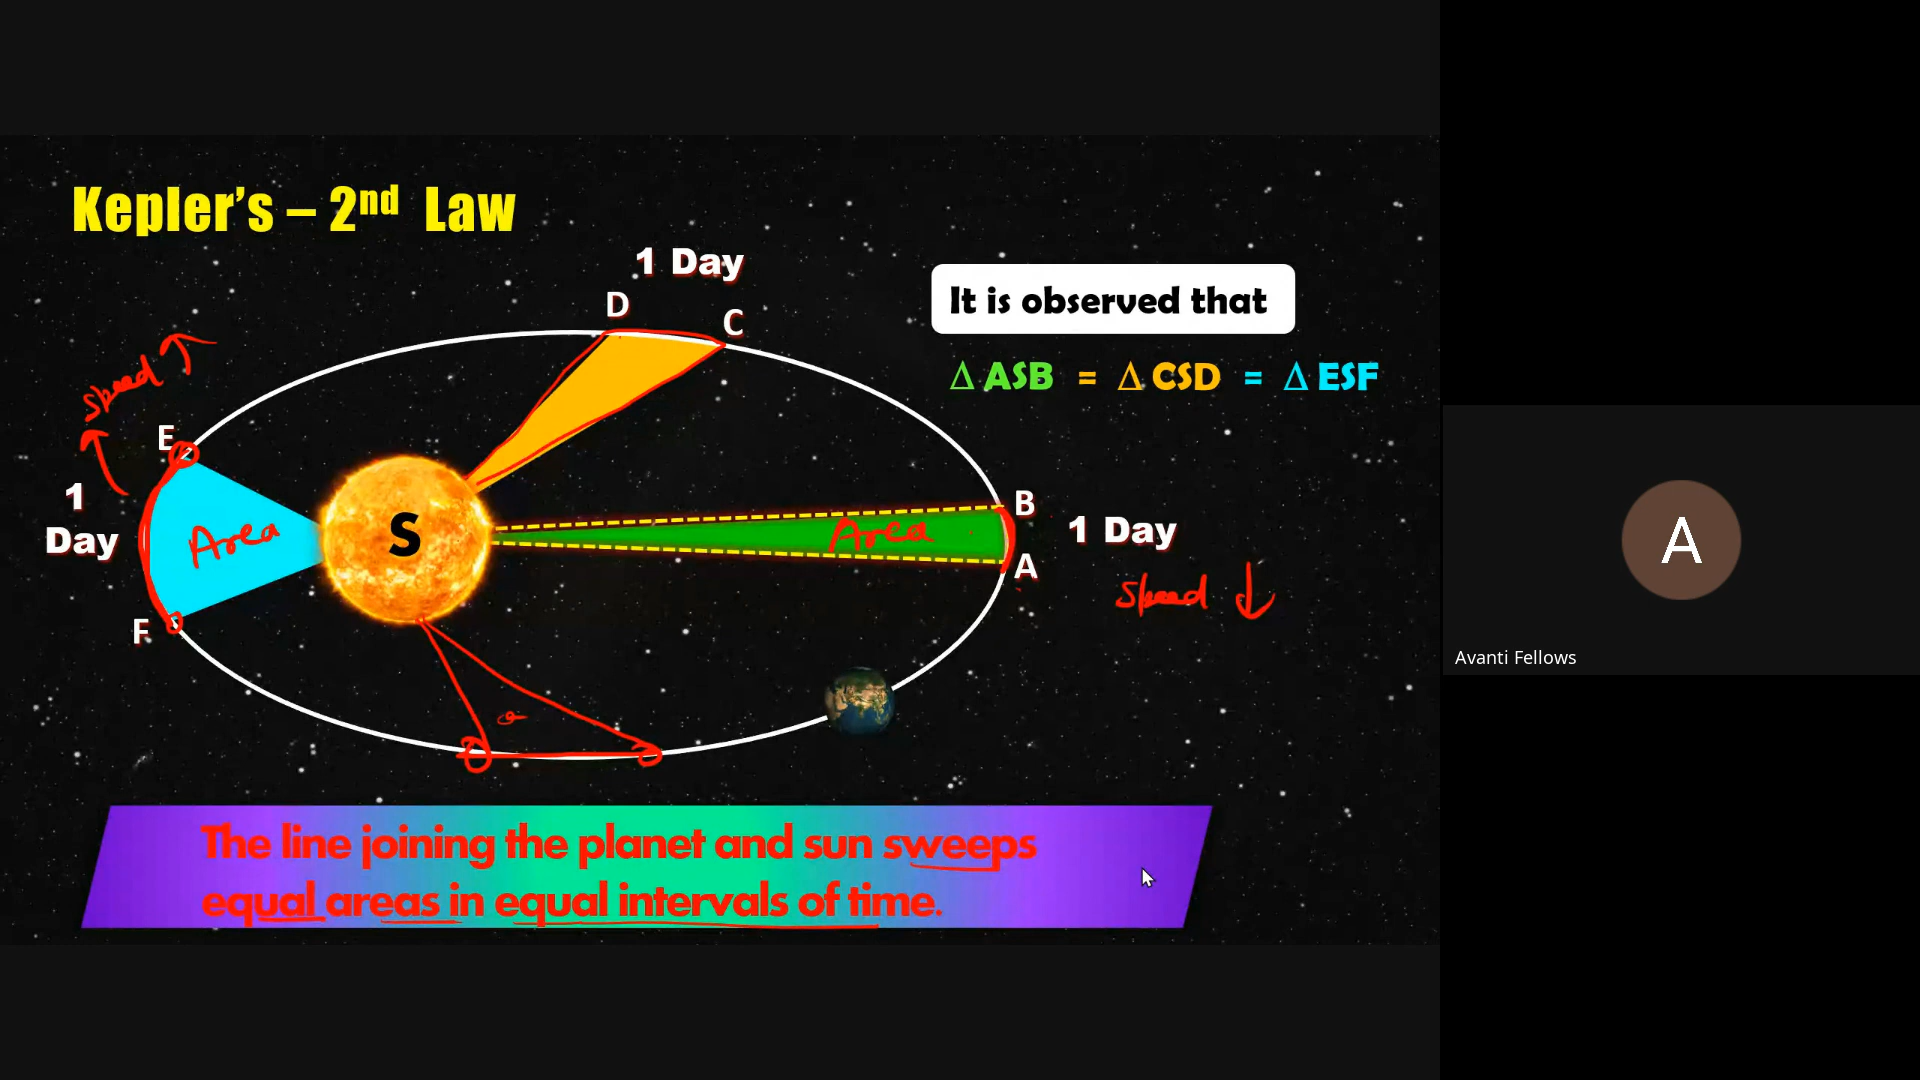 Kepler's – 2nd Law
1 Day
D
C
It is observed that
Δ ASB = Δ CSD = Δ ESF
Speed
E
1
Day
Area
S
Area
B
A
1 Day
Speed
F
The line joining the planet and sun sweeps
equal areas in equal intervals of time.
A
Avanti Fellows